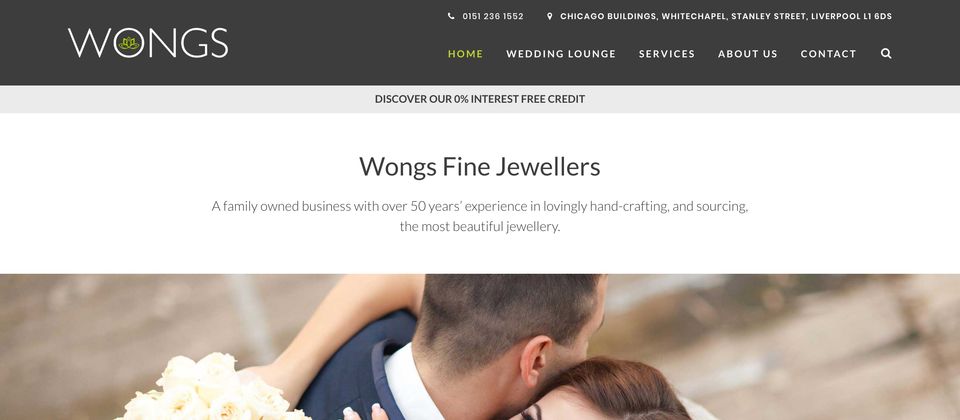 0151 236 1552 CHICAGO BUILDINGS, WHITECHAPEL, STANLEY STREET, LIVERPOOL L1 6DS
WONGS
HOME WEDDING LOUNGE SERVICES ABOUT US CONTACT
DISCOVER OUR 0% INTEREST FREE CREDIT
Wongs Fine Jewellers
A family owned business with over 50 years' experience in lovingly hand-crafting, and sourcing,
the most beautiful jewellery.